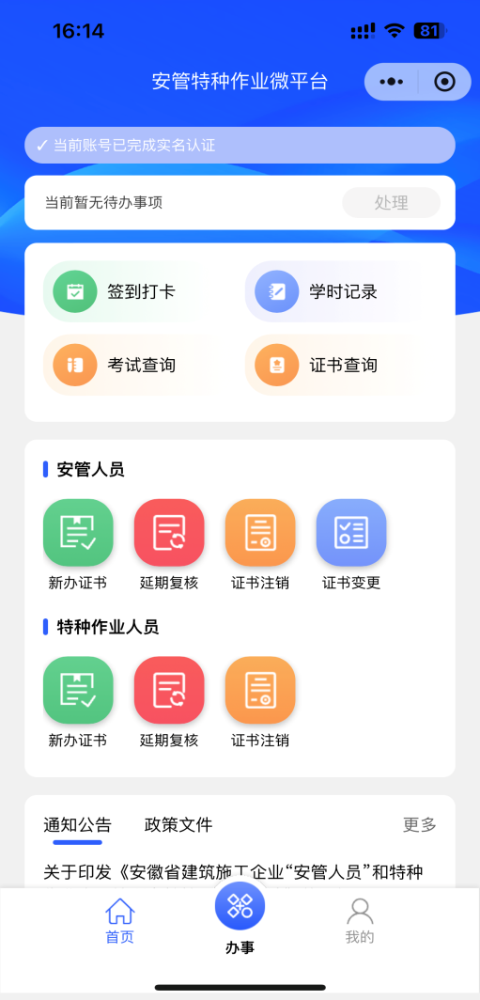 16:14
81
安管特种作业微平台
✓ 当前账号已完成实名认证
当前暂无待办事项
处理
签到打卡
学时记录
考试查询
证书查询
安管人员
新办证书
延期复核
证书注销
证书变更
特种作业人员
新办证书
延期复核
证书注销
通知公告
政策文件
更多
关于印发《安徽省建筑施工企业“安管人员”和特种
首页
办事
我的